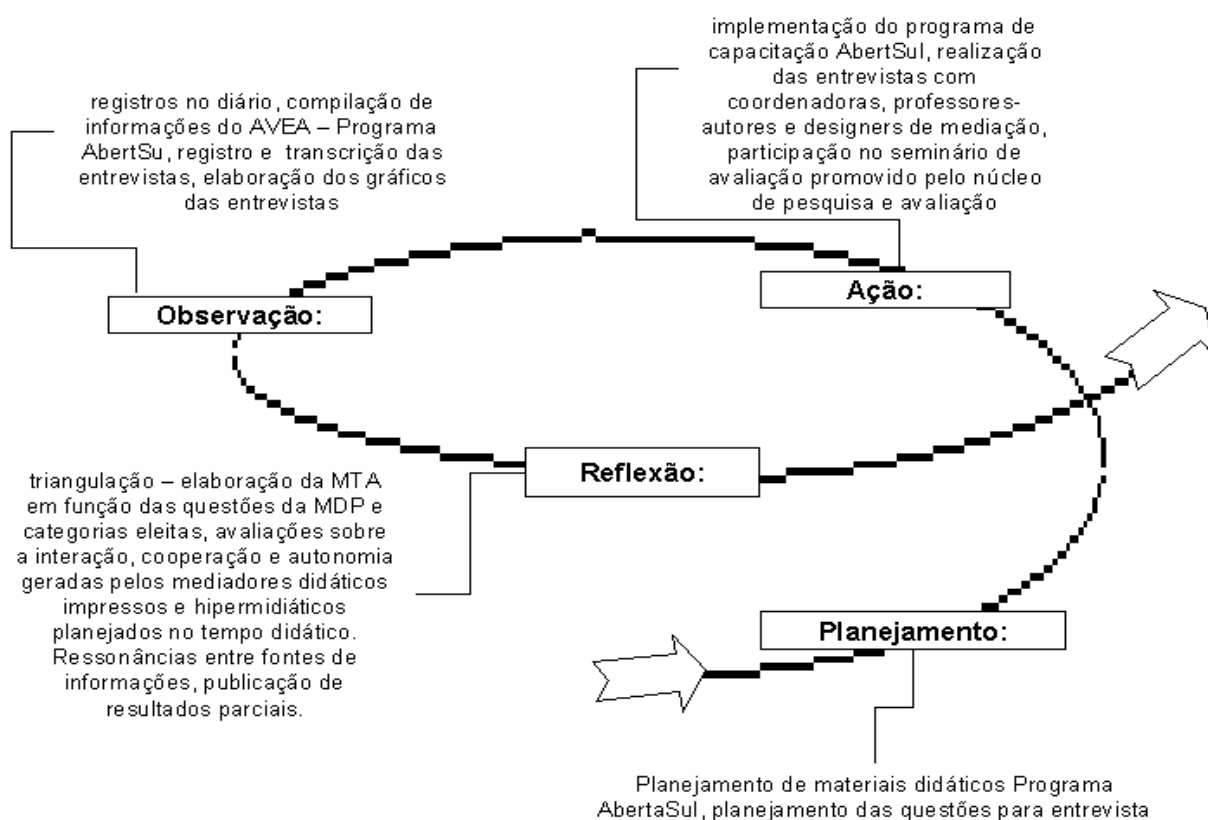 implementação do programa de
capacitação AbertSul, realização
das entrevistas com
coordenadoras, professores-
autores e designers de mediação,
participação no seminário de
avaliação promovido pelo núcleo
de pesquisa e avaliação
registros no diário, compilação de
informações do AVEA – Programa
AbertSu, registro e transcrição das
entrevistas, elaboração dos gráficos
das entrevistas
Observação:
Ação:
Reflexão:
triangulação – elaboração da MTA
em função das questões da MDP e
categorias eleitas, avaliações sobre
a interação, cooperação e autonomia
geradas pelos mediadores didáticos
impressos e hipermidiáticos
planejados no tempo didático.
Ressonâncias entre fontes de
informações, publicação de
resultados parciais.
Planejamento:
Planejamento de materiais didáticos Programa
AbertaSul, planejamento das questões para entrevista